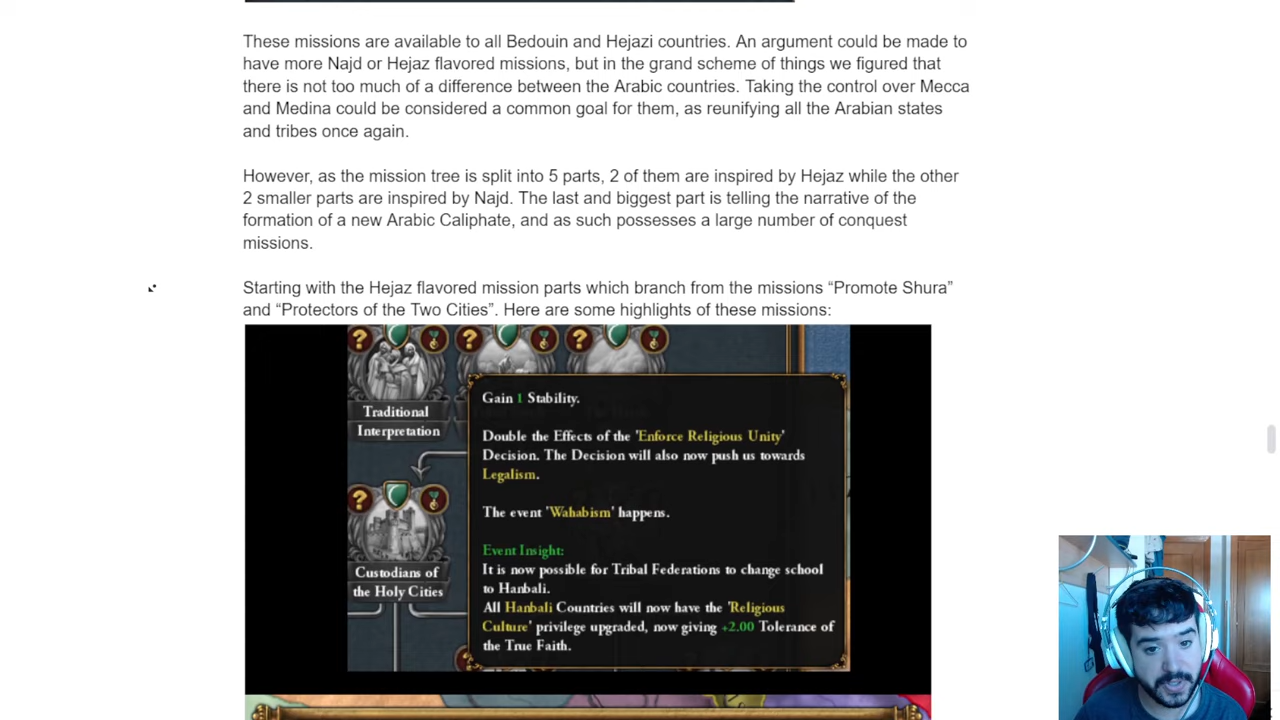 These missions are available to all Bedouin and Hejazi countries. An argument could be made to
have more Najd or Hejaz flavored missions, but in the grand scheme of things we figured that
there is not too much of a difference between the Arabic countries. Taking the control over Mecca
and Medina could be considered a common goal for them, as reunifying all the Arabian states
and tribes once again.
However, as the mission tree is split into 5 parts, 2 of them are inspired by Hejaz while the other
2 smaller parts are inspired by Najd. The last and biggest part is telling the narrative of the
formation of a new Arabic Caliphate, and as such possesses a large number of conquest
missions.
Starting with the Hejaz flavored mission parts which branch from the missions “Promote Shura”
and “Protectors of the Two Cities”. Here are some highlights of these missions:
Traditional
Interpretation
Custodians of
the Holy Cities
Gain 1 Stability.
Double the Effects of the 'Enforce Religious Unity'
Decision. The Decision will also now push us towards
Legalism.
The event 'Wahabism' happens.
Event Insight:
It is now possible for Tribal Federations to change school
to Hanbali.
All Hanbali Countries will now have the 'Religious
Culture' privilege upgraded, now giving +2.00 Tolerance of
the True Faith.